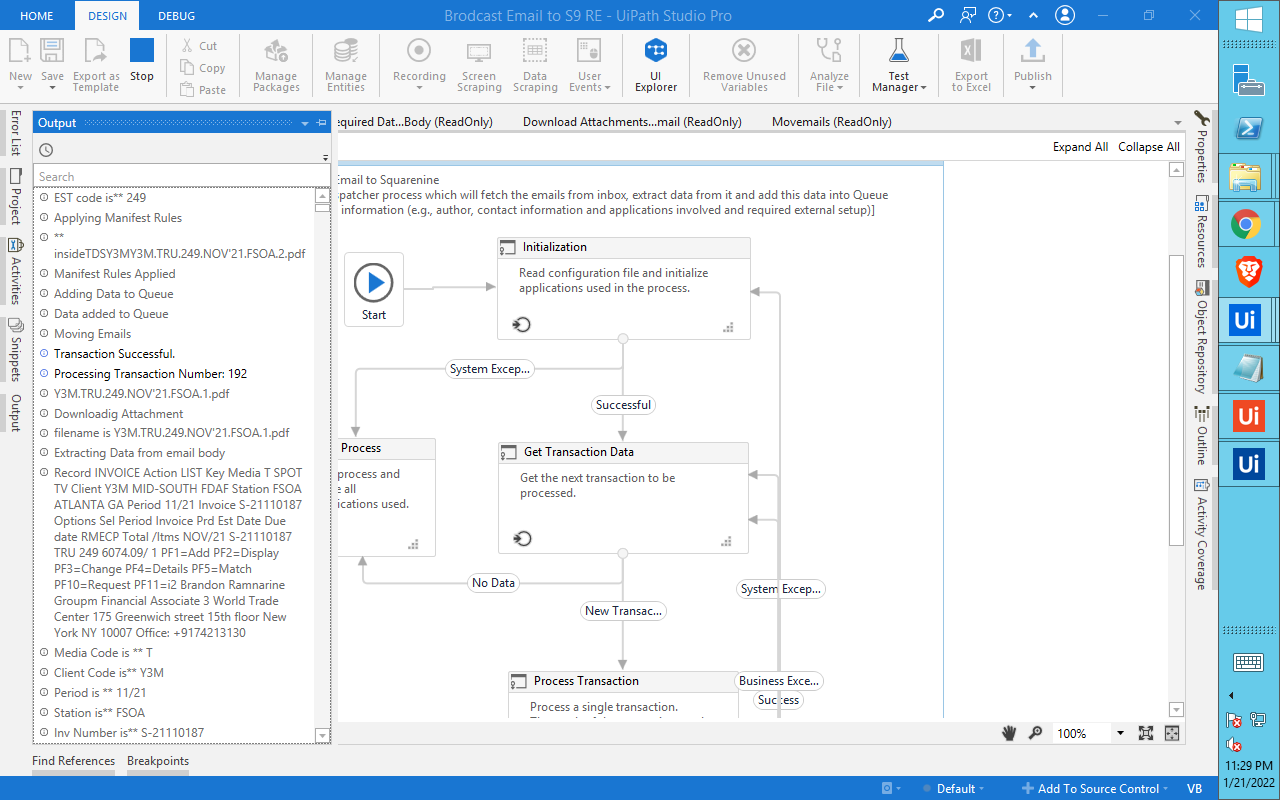 HOME DESIGN DEBUG Brodcast Email to S9 RE - UiPath Studio Pro
New Save Export as Template Stop Cut Copy Paste
Manage Packages Manage Entities Recording Screen Scraping Data Scraping User Events UI Explorer Remove Unused Variables Analyze File Test Manager Export to Excel Publish
Error List
Project
Activities
Snippets
Output
Output
Search
EST code is** 249
Applying Manifest Rules
**
insideTDSY3MY3M.TRU.249.NOV'21.FSOA.2.pdf
Manifest Rules Applied
Adding Data to Queue
Data added to Queue
Moving Emails
Transaction Successful.
Processing Transaction Number: 192
Y3M.TRU.249.NOV'21.FSOA.1.pdf
Downloadig Attachment
filename is Y3M.TRU.249.NOV'21.FSOA.1.pdf
Extracting Data from email body
Record INVOICE Action LIST Key Media T SPOT
TV Client Y3M MID-SOUTH FDAF Station FSOA
ATLANTA GA Period 11/21 Invoice S-21110187
Options Sel Period Invoice Prd Est Date Due
date RMECP Total /Itms NOV/21 S-21110187
TRU 249 6074.09/ 1 PF1=Add PF2=Display
PF3=Change PF4=Details PF5=Match
PF10=Request PF11=i2 Brandon Ramnarine
Groupm Financial Associate 3 World Trade
Center 175 Greenwich street 15th floor New
York NY 10007 Office: +9174213130
Media Code is ** T
Client Code is** Y3M
Period is ** 11/21
Station is** FSOA
Inv Number is** S-21110187
Find References Breakpoints
equired Dat...Body (ReadOnly) Download Attachments...mail (ReadOnly) Movemails (ReadOnly)
Expand All Collapse All
Email to Squarenine
patcher process which will fetch the emails from inbox, extract data from it and add this data into Queue
information (e.g., author, contact information and applications involved and required external setup)]
Start
Initialization
Read configuration file and initialize
applications used in the process.
System Excep...
Successful
Process
process and
e all
lications used.
Get Transaction Data
Get the next transaction to be
processed.
No Data
System Excep...
New Transac...
Process Transaction
Process a single transaction.
Business Exce...
Success
100%
Properties
Resources
Object Repository
Outline
Activity Coverage
Default Add To Source Control VB
Ui
Ui
Ui
11:29 PM
1/21/2022